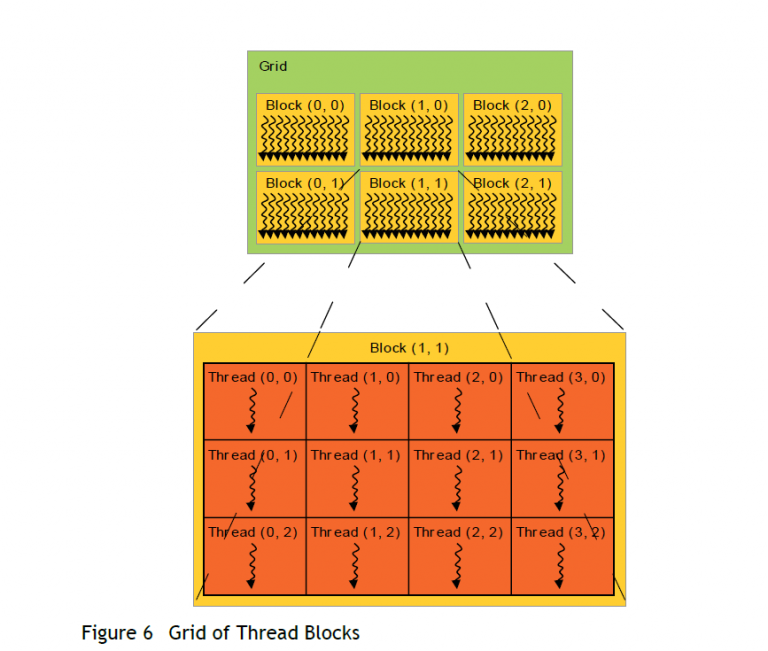 Grid
Block (0, 0) Block (1, 0) Block (2, 0)
Block (0, 1) Block (1, 1) Block (2, 1)
Block (1, 1)
Thread (0, 0) Thread (1, 0) Thread (2, 0) Thread (3, 0)
Thread (0, 1) Thread (1, 1) Thread (2, 1) Thread (3, 1)
Thread (0, 2) Thread (1, 2) Thread (2, 2) Thread (3, 2)
Figure 6 Grid of Thread Blocks